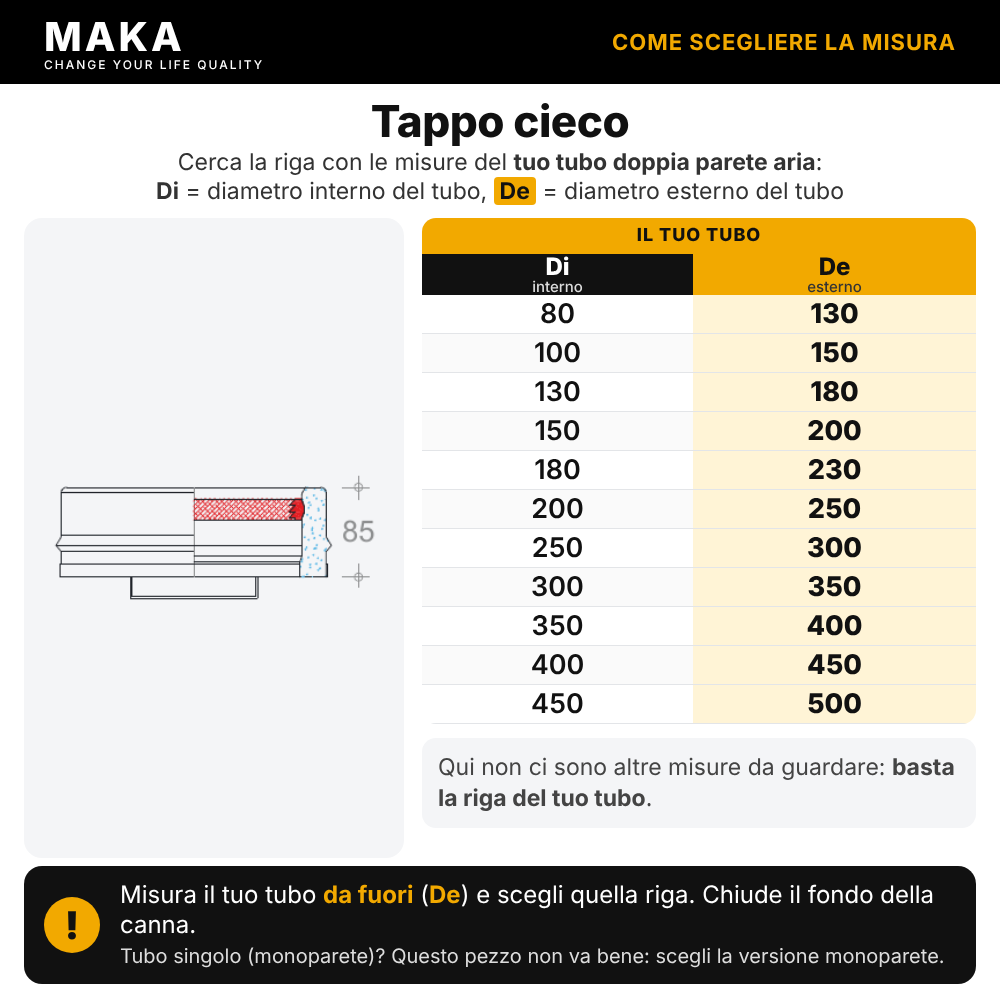 MAKA
CHANGE YOUR LIFE QUALITY
COME SCEGLIERE LA MISURA
Tappo cieco
Cerca la riga con le misure del tuo tubo doppia parete aria:
Di = diametro interno del tubo, De = diametro esterno del tubo
85
IL TUO TUBO
Di De
interno esterno
80 130
100 150
130 180
150 200
180 230
200 250
250 300
300 350
350 400
400 450
450 500
Qui non ci sono altre misure da guardare: basta
la riga del tuo tubo.
!
Misura il tuo tubo da fuori (De) e scegli quella riga. Chiude il fondo della
canna.
Tubo singolo (monoparete)? Questo pezzo non va bene: scegli la versione monoparete.